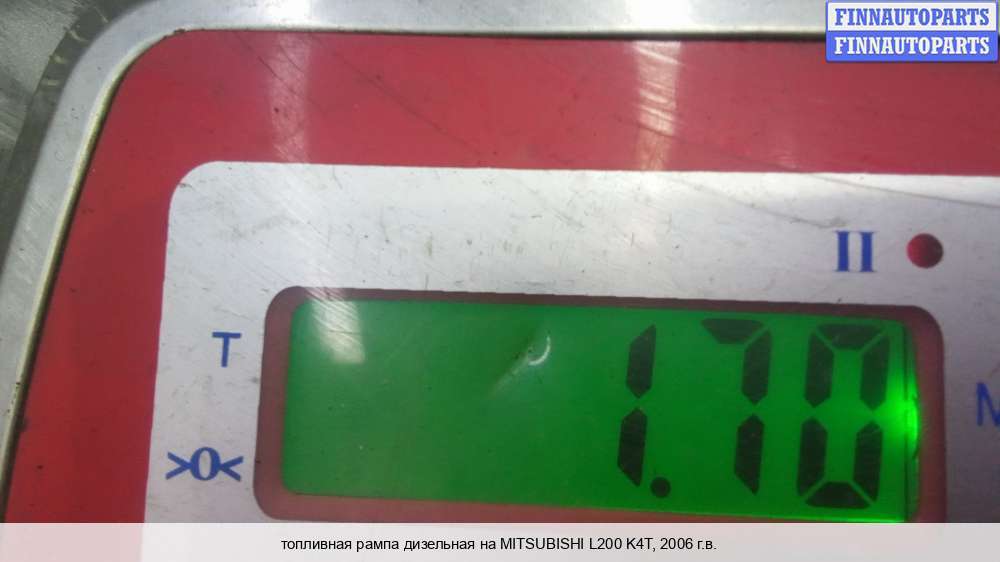 FINNAUTOPARTS
FINNAUTOPARTS
II
T
1.70
>0<
топливная рампа дизельная на MITSUBISHI L200 K4T, 2006 г.в.